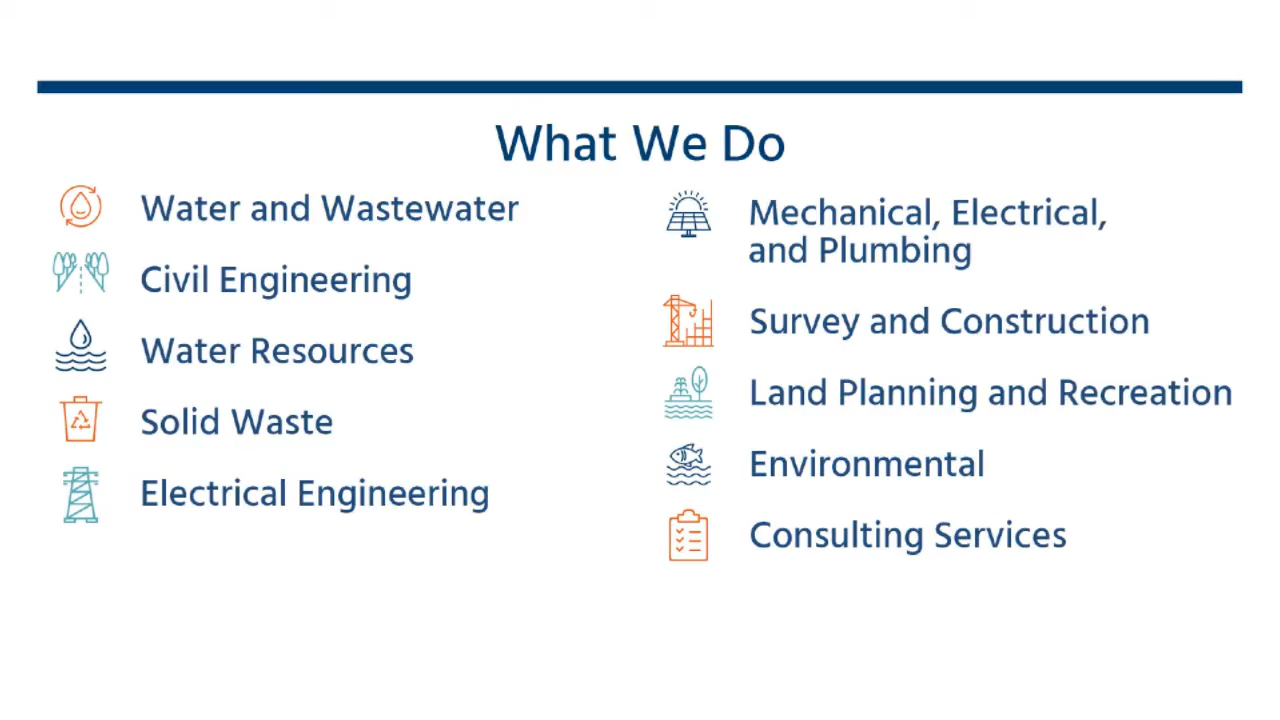 What We Do
Water and Wastewater
Civil Engineering
Water Resources
Solid Waste
Electrical Engineering
Mechanical, Electrical,
and Plumbing
Survey and Construction
Land Planning and Recreation
Environmental
Consulting Services